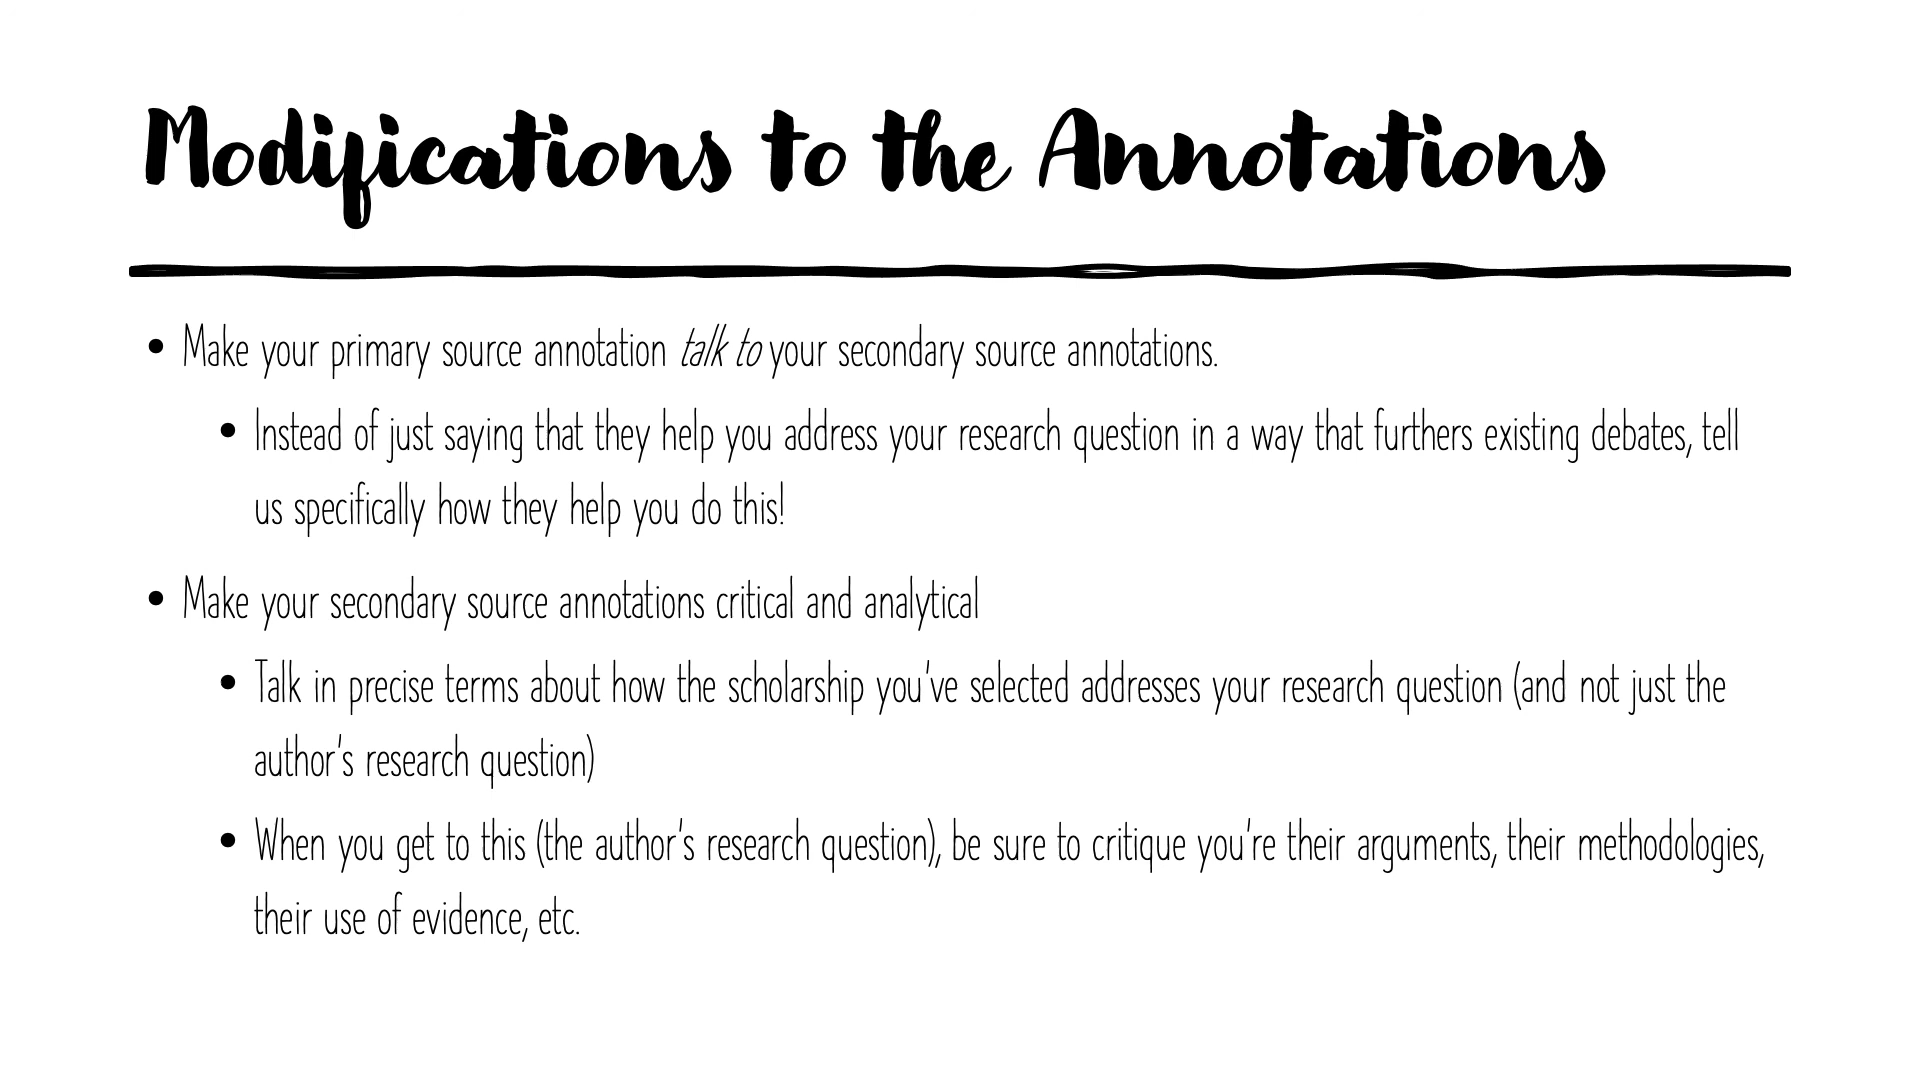 Modifications to the Annotations
• Make your primary source annotation talk to your secondary source annotations.
• Instead of just saying that they help you address your research question in a way that furthers existing debates, tell
us specifically how they help you do this!
• Make your secondary source annotations critical and analytical
• Talk in precise terms about how the scholarship you've selected addresses your research question (and not just the
author's research question)
• When you get to this (the author's research question), be sure to critique you're their arguments, their methodologies,
their use of evidence, etc.